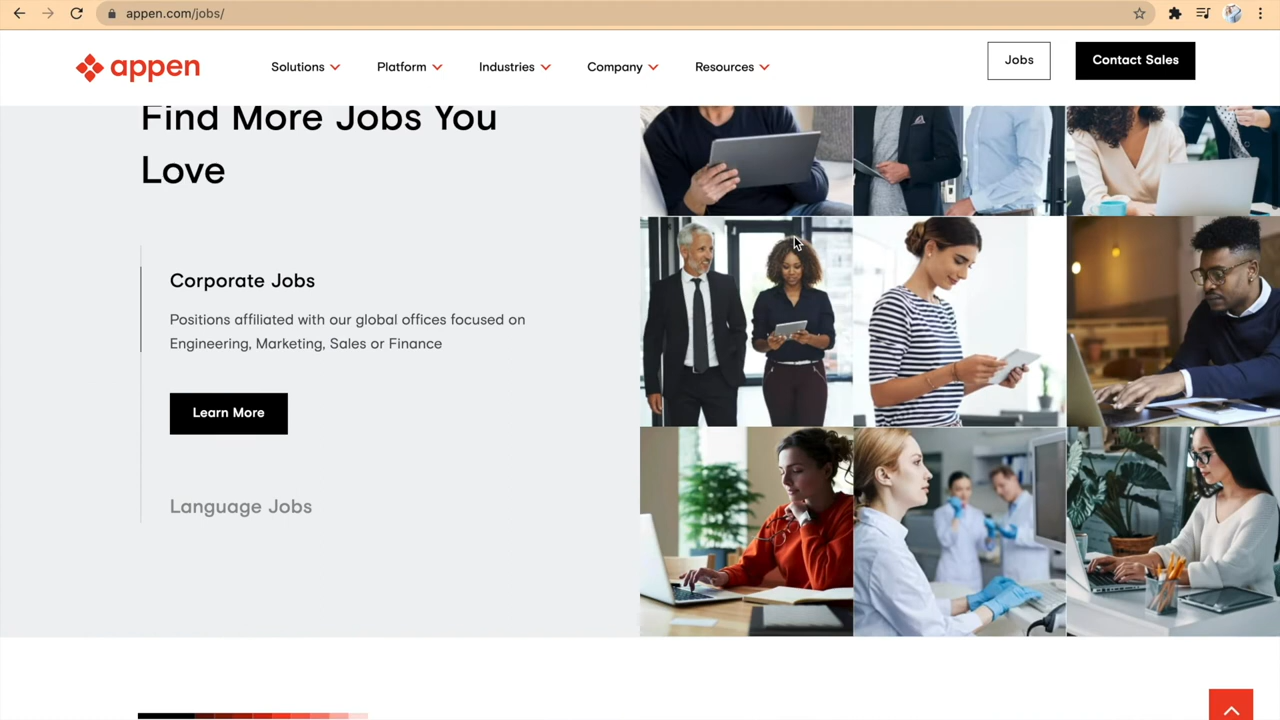 appen.com/jobs/
appen
Solutions
Platform
Industries
Company
Resources
Jobs
Contact Sales
Find More Jobs You
Love
Corporate Jobs
Positions affiliated with our global offices focused on
Engineering, Marketing, Sales or Finance
Learn More
Language Jobs